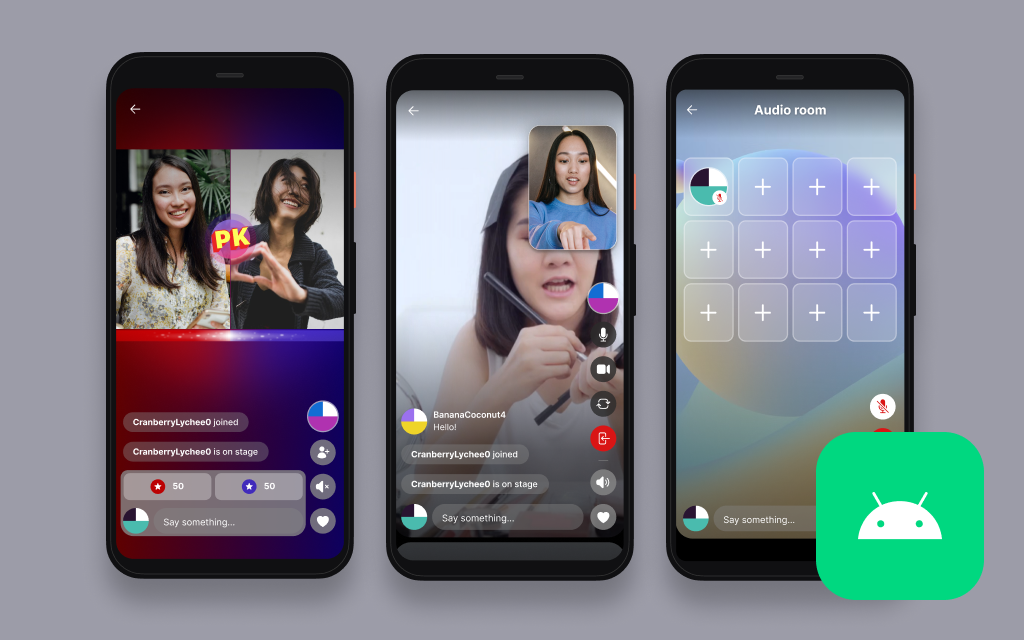 PK
CranberryLychee0 joined
CranberryLychee0 is on stage
50
50
Say something...
BananaCoconut4
Hello!
CranberryLychee0 joined
CranberryLychee0 is on stage
Say something...
Audio room
Say something...